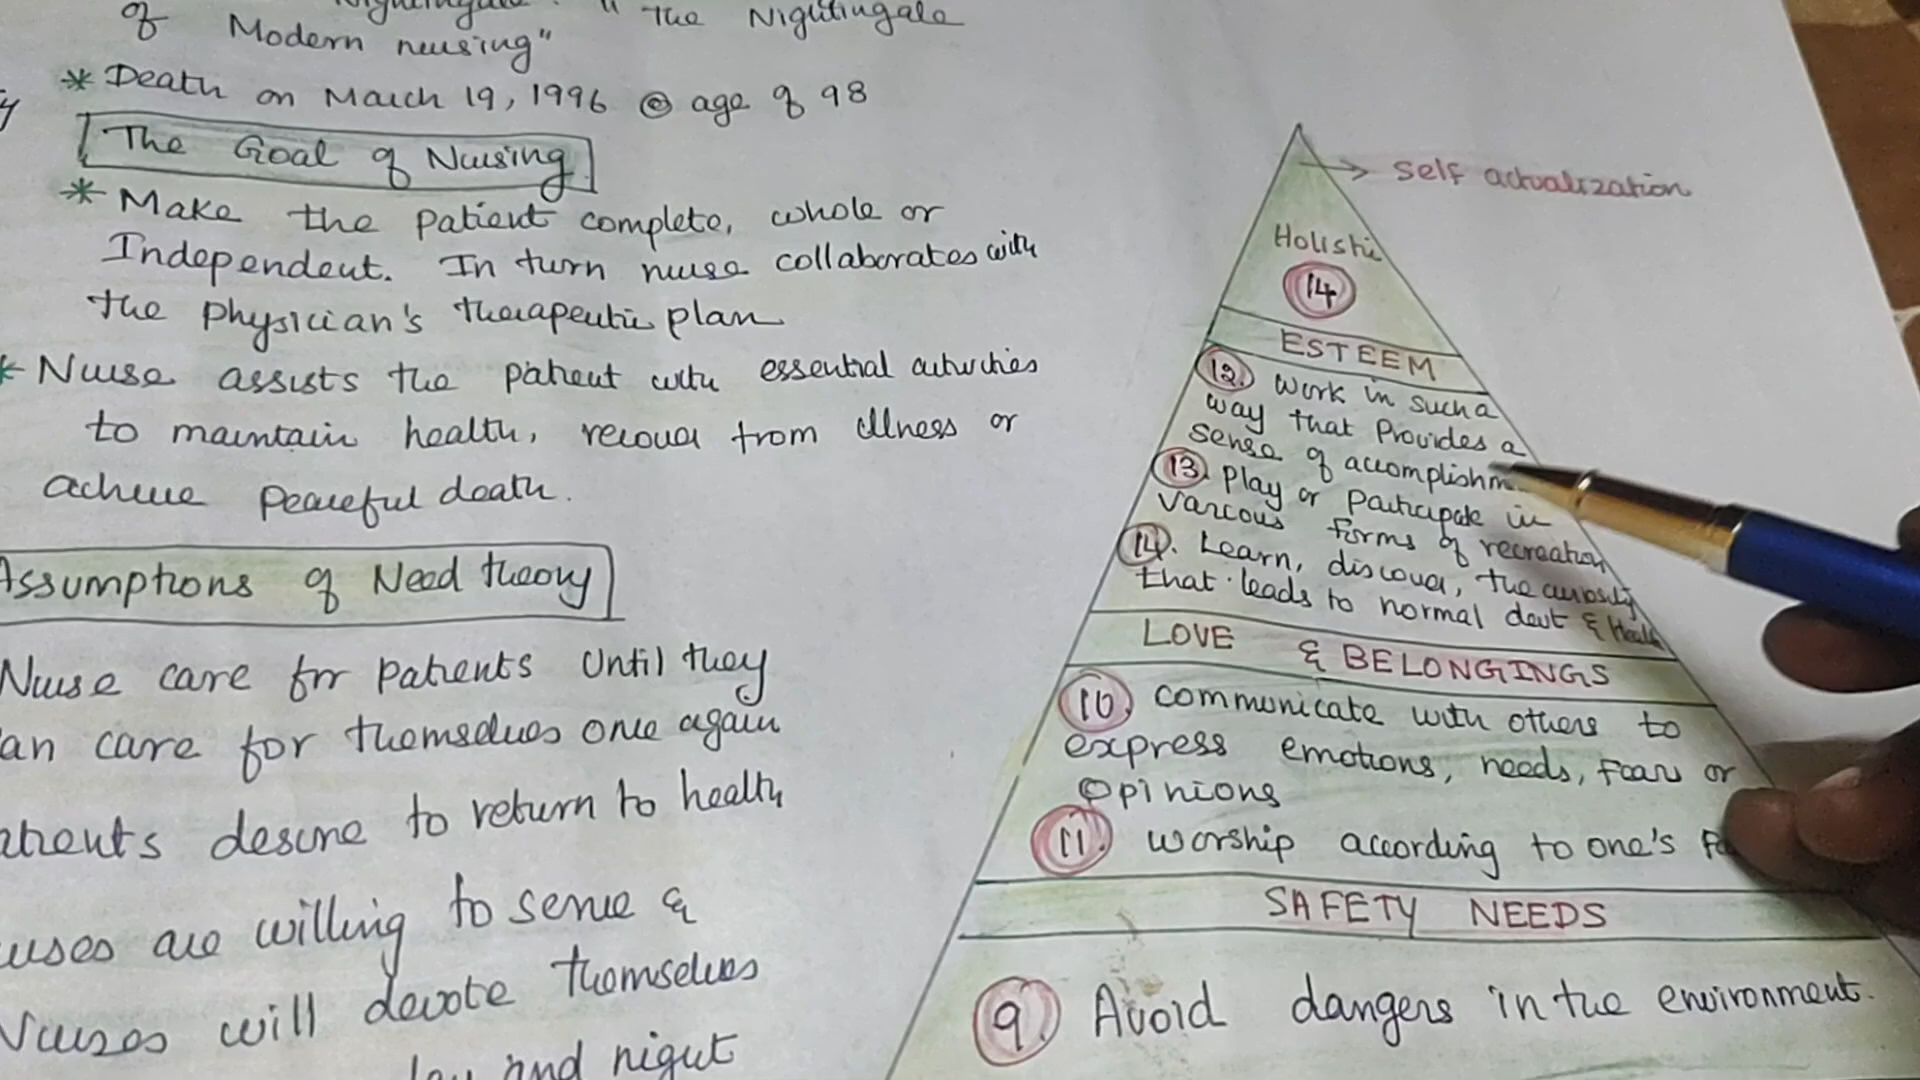 of Modern nursing" " The Nightingale
* Death on March 19, 1996 @ age of 98
The Goal of Nursing
* Make the patient complete, whole or
Independent. In turn nurse collaborates with
the physician's therapeutic plan
* Nurse assists the patient with essential activities
to maintain health, recover from illness or
achieve Peaceful death.
Assumptions of Need theory
Nurse care for patients Until they
an care for themselves once again
atients desire to return to health
urses are willing to serve &
Nurses will devote themselves
day and night
Self actualization
Holisti
14
ESTEEM
12. Work in such a
way that Provides a
sense of accomplishm
13. Play or Participate in
Various forms of recreation
14. Learn, discover, the curiosity
that leads to normal devt & Health
LOVE & BELONGINGS
10. communicate with others to
express emotions, needs, fears or
opinions
11. worship according to one's
SAFETY NEEDS
9. Avoid dangers in the environment.